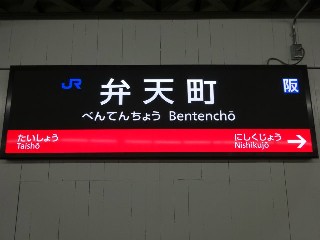 JR 弁天町 阪
べんてんちょう Bentenchō
たいしょう にしくじょう
Taishō Nishikujō →